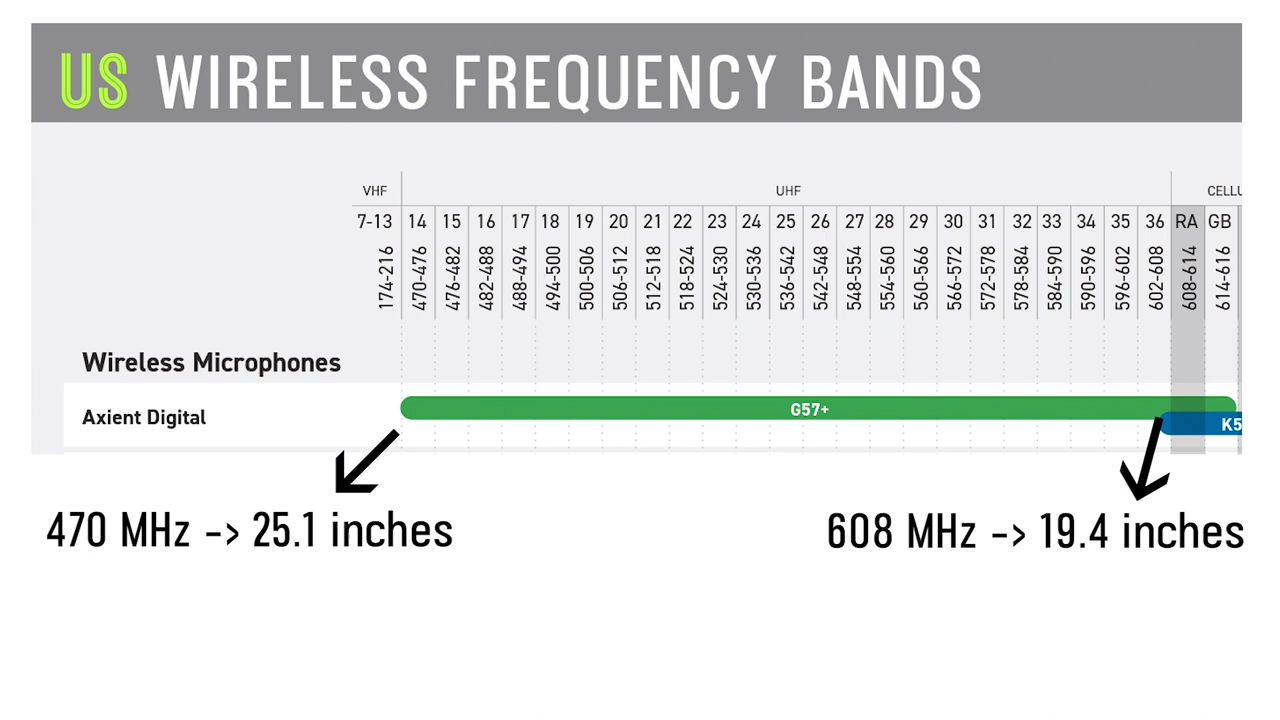 US WIRELESS FREQUENCY BANDS
VHF UHF CELLU
7-13 14 15 16 17 18 19 20 21 22 23 24 25 26 27 28 29 30 31 32 33 34 35 36 RA GB
174-216 470-476 476-482 482-488 488-494 494-500 500-506 506-512 512-518 518-524 524-530 530-536 536-542 542-548 548-554 554-560 560-566 566-572 572-578 578-584 584-590 590-596 596-602 602-608 608-614 614-616
Wireless Microphones
G57+
Axient Digital
K5
470 MHz -> 25.1 inches
608 MHz -> 19.4 inches